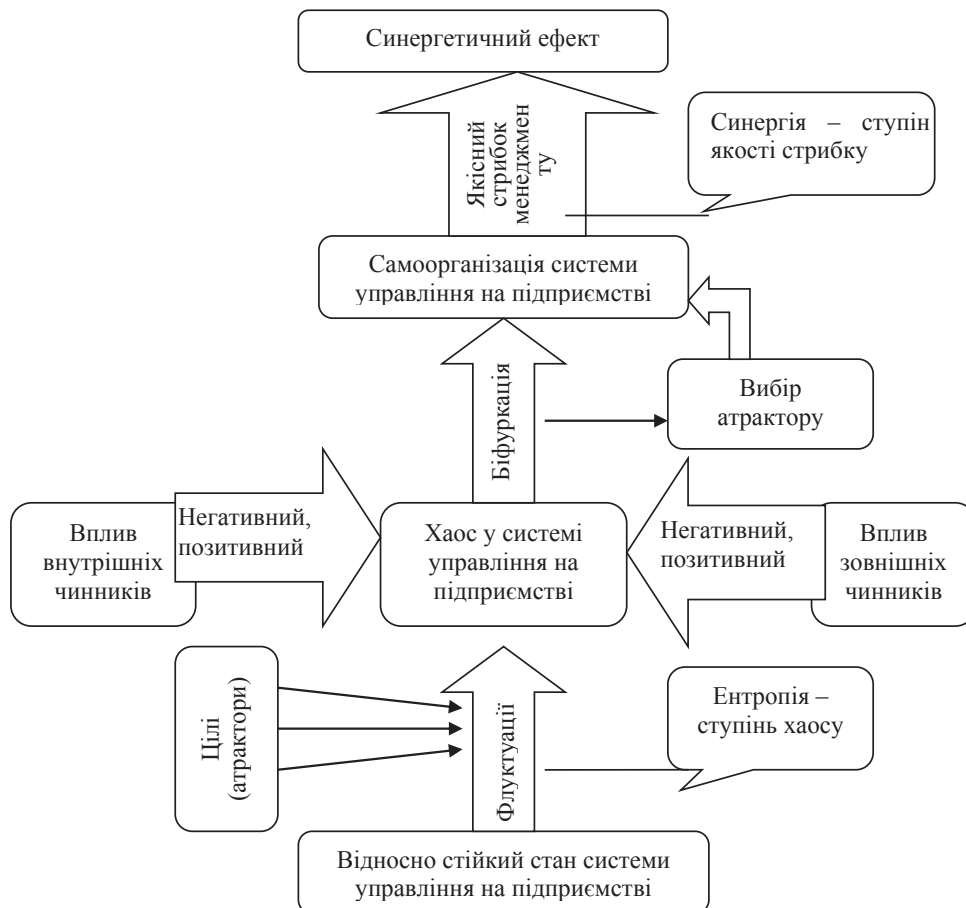 Синергетичний ефект
Якісний
стрибок
менеджмен
ту
Синергія – ступін
якості стрибку
Самоорганізація системи
управління на підприємстві
Біфуркація
Вибір
атрактору
Вплив
внутрішніх
чинників
Негативний,
позитивний
Хаос у системі
управління на
підприємстві
Негативний,
позитивний
Вплив
зовнішніх
чинників
Цілі
(атрактори)
Флуктуації
Ентропія –
ступінь хаосу
Відносно стійкий стан системи
управління на підприємстві